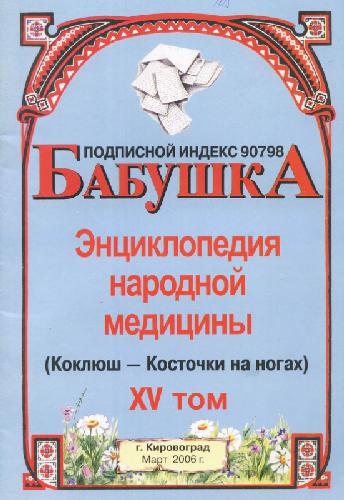 ПОДПИСНОЙ ИНДЕКС 90798
БАБУШКА
Энциклопедия
народной
медицины
(Коклюш — Косточки на ногах)
XV том
г. Кировоград
Март 2006 г.